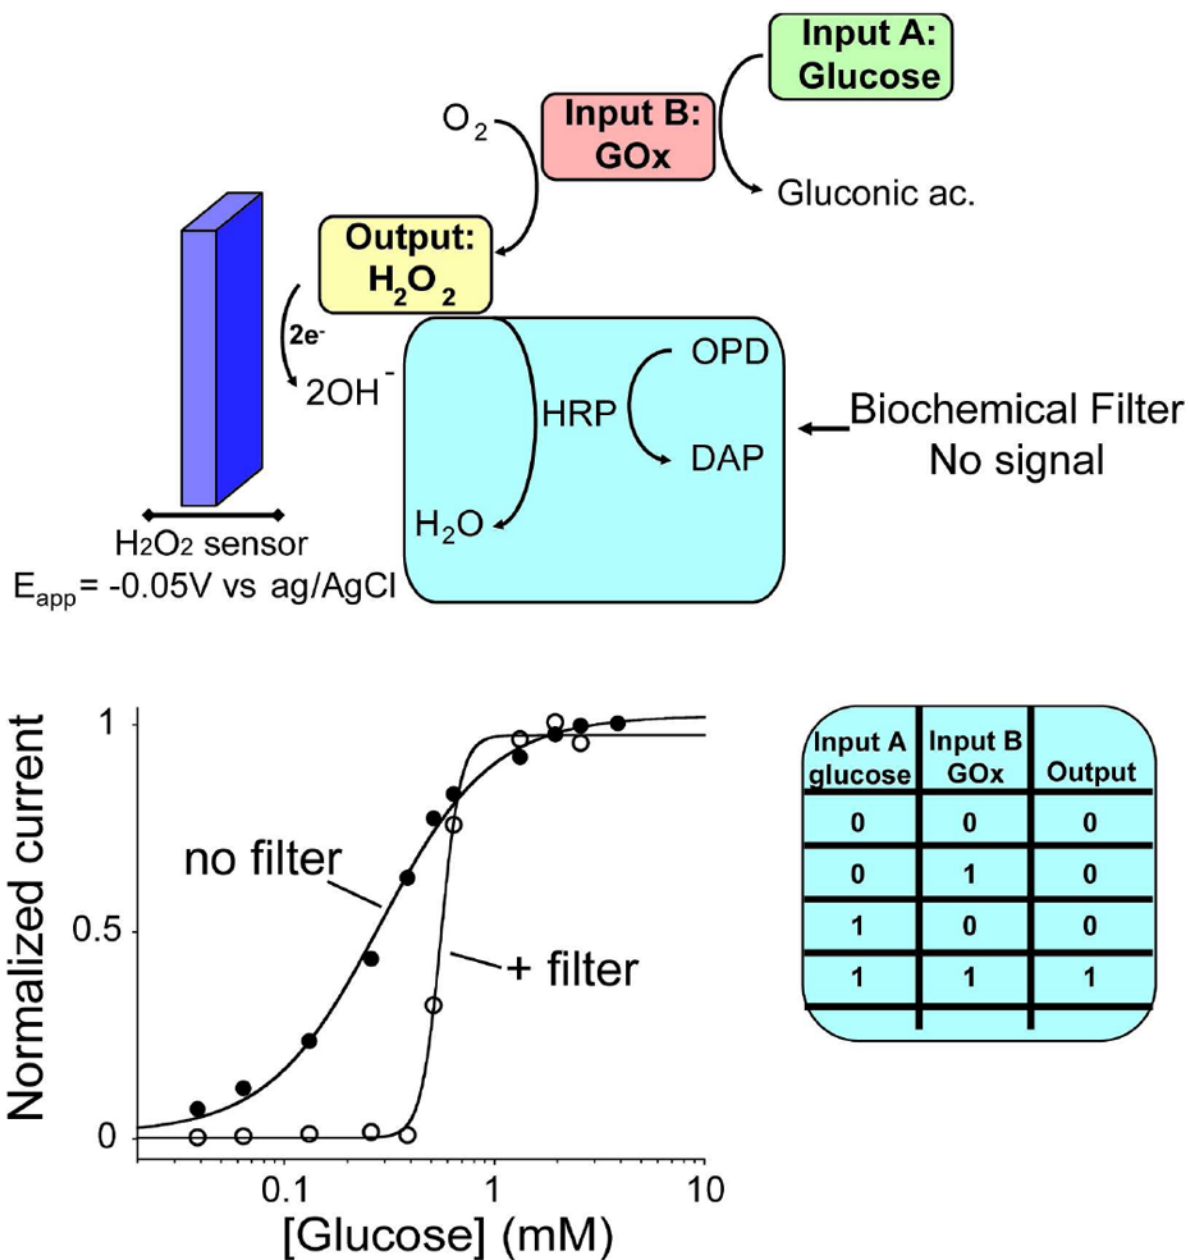 Input A:
Glucose
Input B:
GOx
O2
Gluconic ac.
Output:
H2O2
2e-
2OH-
OPD
HRP
DAP
H2O
Biochemical Filter
No signal
H2O2 sensor
Eapp= -0.05V vs ag/AgCl
Normalized current
1
0.5
0
no filter
+ filter
0.1
1
10
[Glucose] (mM)
Input A Input B
glucose GOx Output
0 0 0
0 1 0
1 0 0
1 1 1